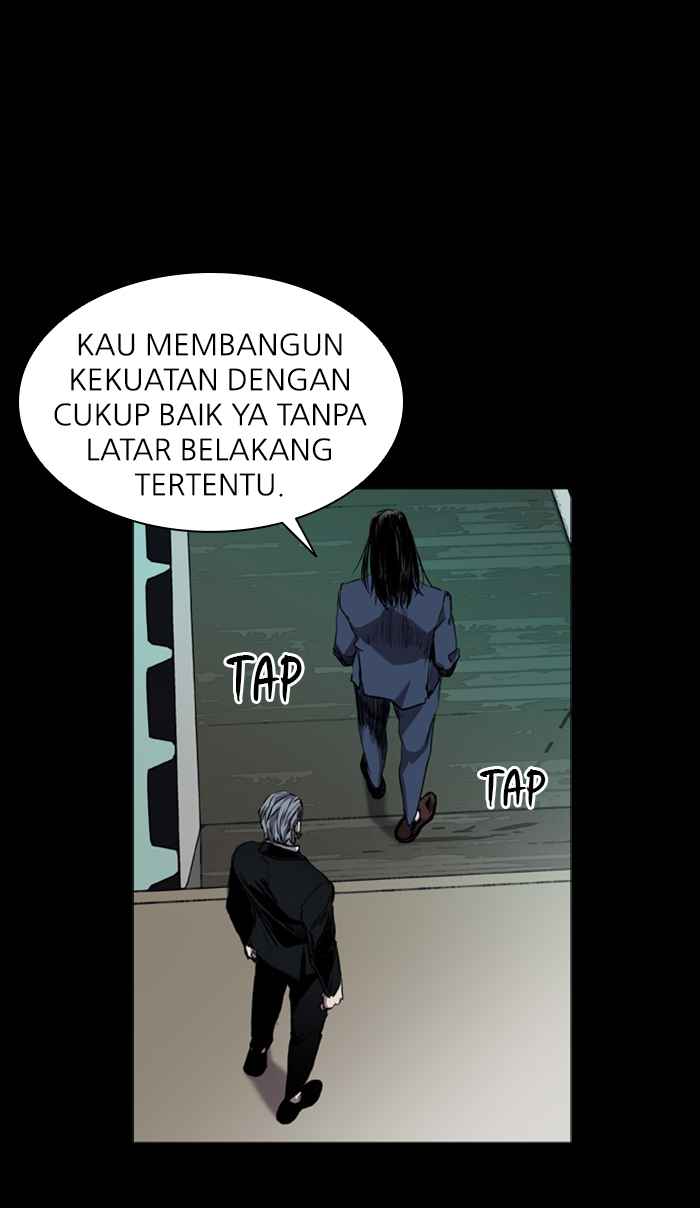 KAU MEMBANGUN
KEKUATAN DENGAN
CUKUP BAIK YA TANPA
LATAR BELAKANG
TERTENTU.
TAP
TAP